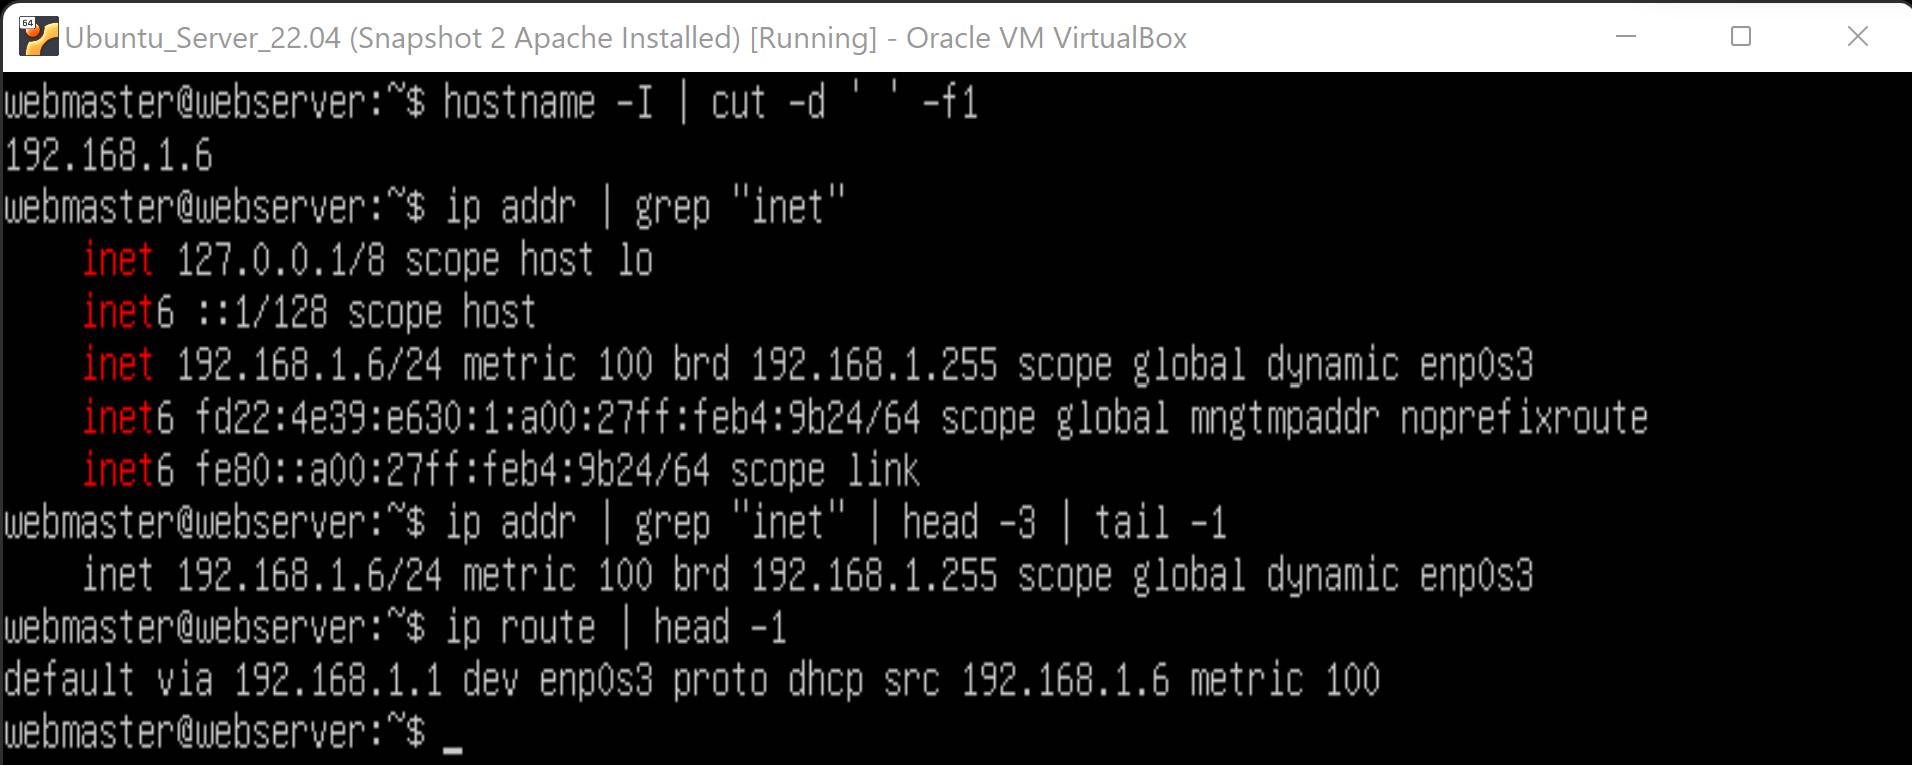 64
Ubuntu_Server_22.04 (Snapshot 2 Apache Installed) [Running] - Oracle VM VirtualBox
webmaster@webserver:~$ hostname -I | cut -d ' ' -f1
192.168.1.6
webmaster@webserver:~$ ip addr | grep "inet"
    inet 127.0.0.1/8 scope host lo
    inet6 ::1/128 scope host
    inet 192.168.1.6/24 metric 100 brd 192.168.1.255 scope global dynamic enp0s3
    inet6 fd22:4e39:e630:1:a00:27ff:feb4:9b24/64 scope global mngtmpaddr noprefixroute
    inet6 fe80::a00:27ff:feb4:9b24/64 scope link
webmaster@webserver:~$ ip addr | grep "inet" | head -3 | tail -1
    inet 192.168.1.6/24 metric 100 brd 192.168.1.255 scope global dynamic enp0s3
webmaster@webserver:~$ ip route | head -1
default via 192.168.1.1 dev enp0s3 proto dhcp src 192.168.1.6 metric 100
webmaster@webserver:~$ _